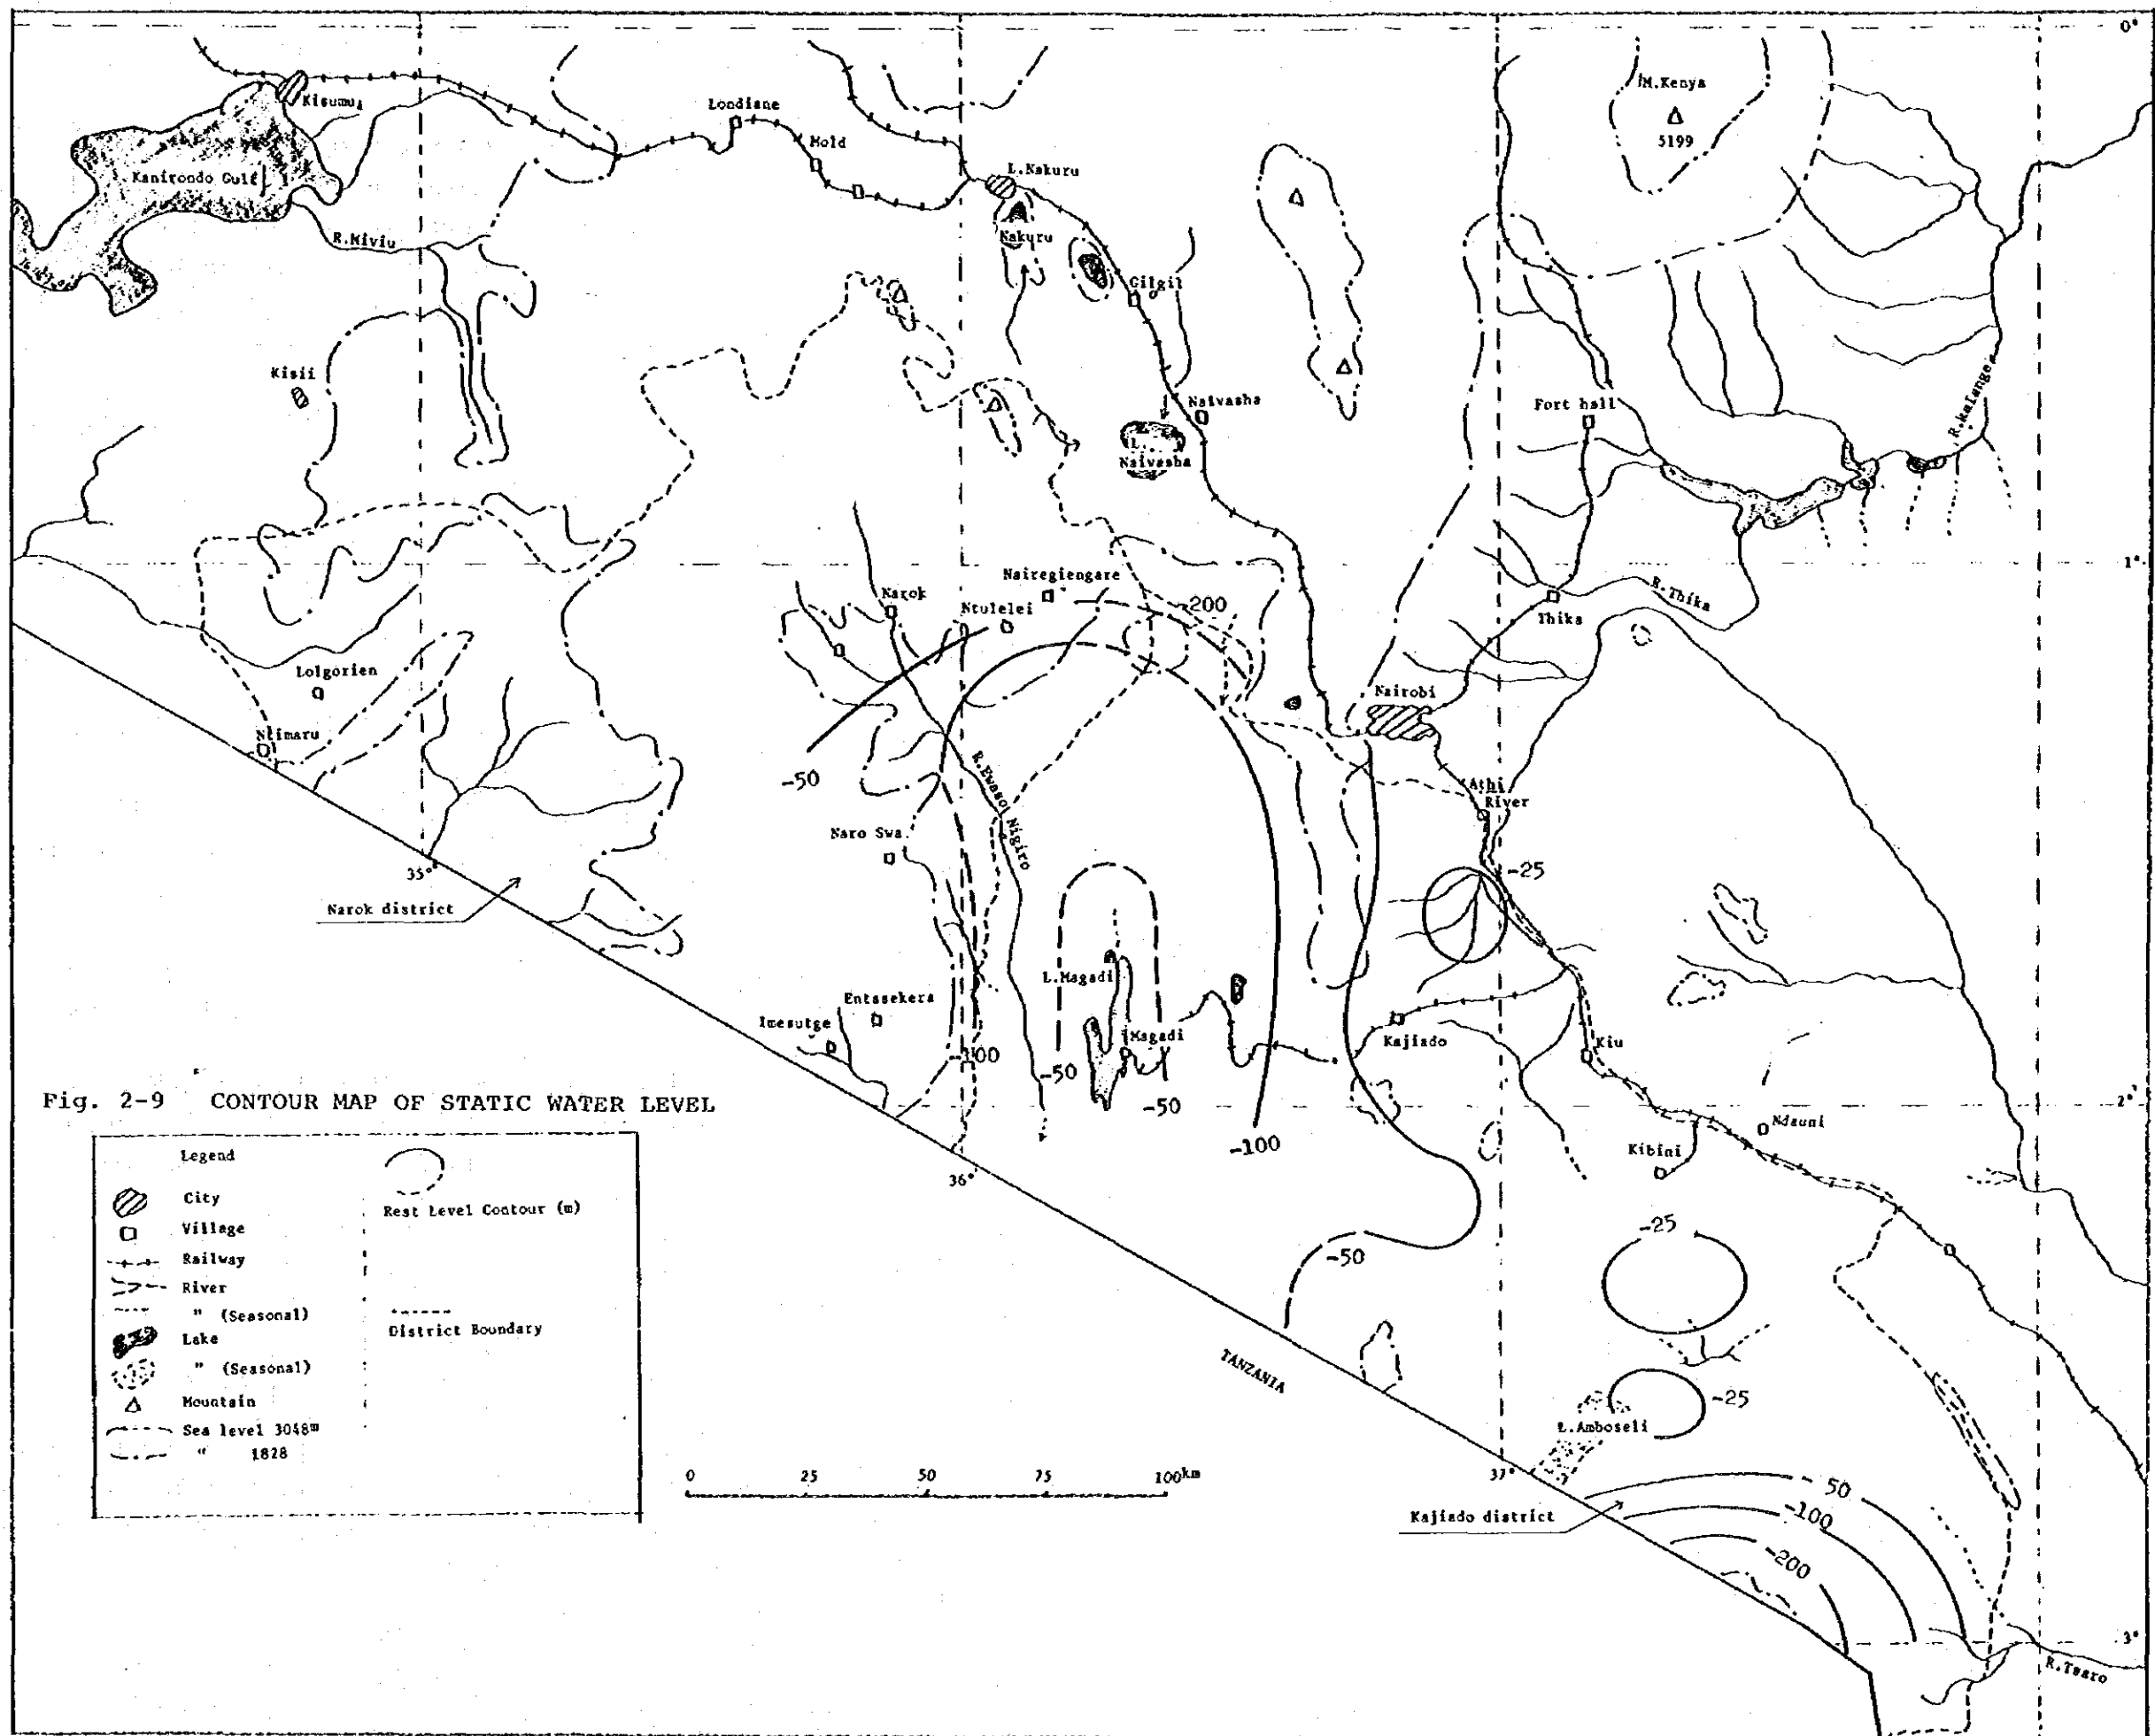 0°
Kisumu
Londiane
M.Kenya
5199
Mold
L.Nakuru
Kanirondo Gulf
Nakuru
R.Miviu
Gilgil
Kisii
Naivasha
Fort hall
R.kalange
L.
Naivasha
1°
Nairegiengare
Narok
Ntulelei
-200
R.Thika
Thika
Lolgorien
Nairobi
Ntimaru
-50
R.Ewaso Nigiro
Athi
River
Naro Swa
35°
-25
Narok district
L.Magadi
Entasekera
Imesutge
Magadi
Kajiado
Kiu
-100
-50
-50
2°
Ndauni
-100
Kibini
36°
Fig. 2-9 CONTOUR MAP OF STATIC WATER LEVEL
Legend
City
Village
Railway
River
" (Seasonal)
Lake
" (Seasonal)
Mountain
Sea level 3048m
" 1828
Rest Level Contour (m)
District Boundary
-25
-50
TANZANIA
-25
L.Amboseli
0 25 50 75 100km
37°
Kajiado district
- 50
-100
-200
3°
R.Tsaro